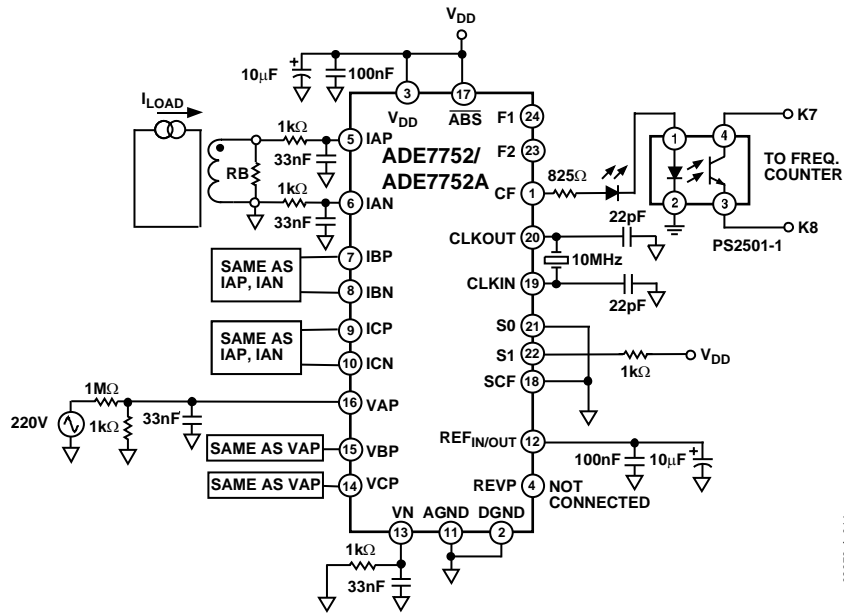 V_DD
10µF
+
100nF
3
17
V_DD
ABS
24
F1
I_LOAD
1kΩ
5
IAP
33nF
ADE7752/
ADE7752A
F2
23
RB
1kΩ
6
IAN
33nF
CF
1
825Ω
1
4
K7
TO FREQ.
COUNTER
2
3
K8
PS2501-1
CLKOUT
20
22pF
10MHz
CLKIN
19
22pF
SAME AS
IAP, IAN
7
IBP
8
IBN
SAME AS
IAP, IAN
9
ICP
10
ICN
S0
21
S1
22
1kΩ
V_DD
SCF
18
220V
1MΩ
1kΩ
33nF
16
VAP
SAME AS VAP
15
VBP
SAME AS VAP
14
VCP
REF_IN/OUT
12
100nF
10µF
+
REVP
4
NOT
CONNECTED
VN
AGND
DGND
13
11
2
1kΩ
33nF